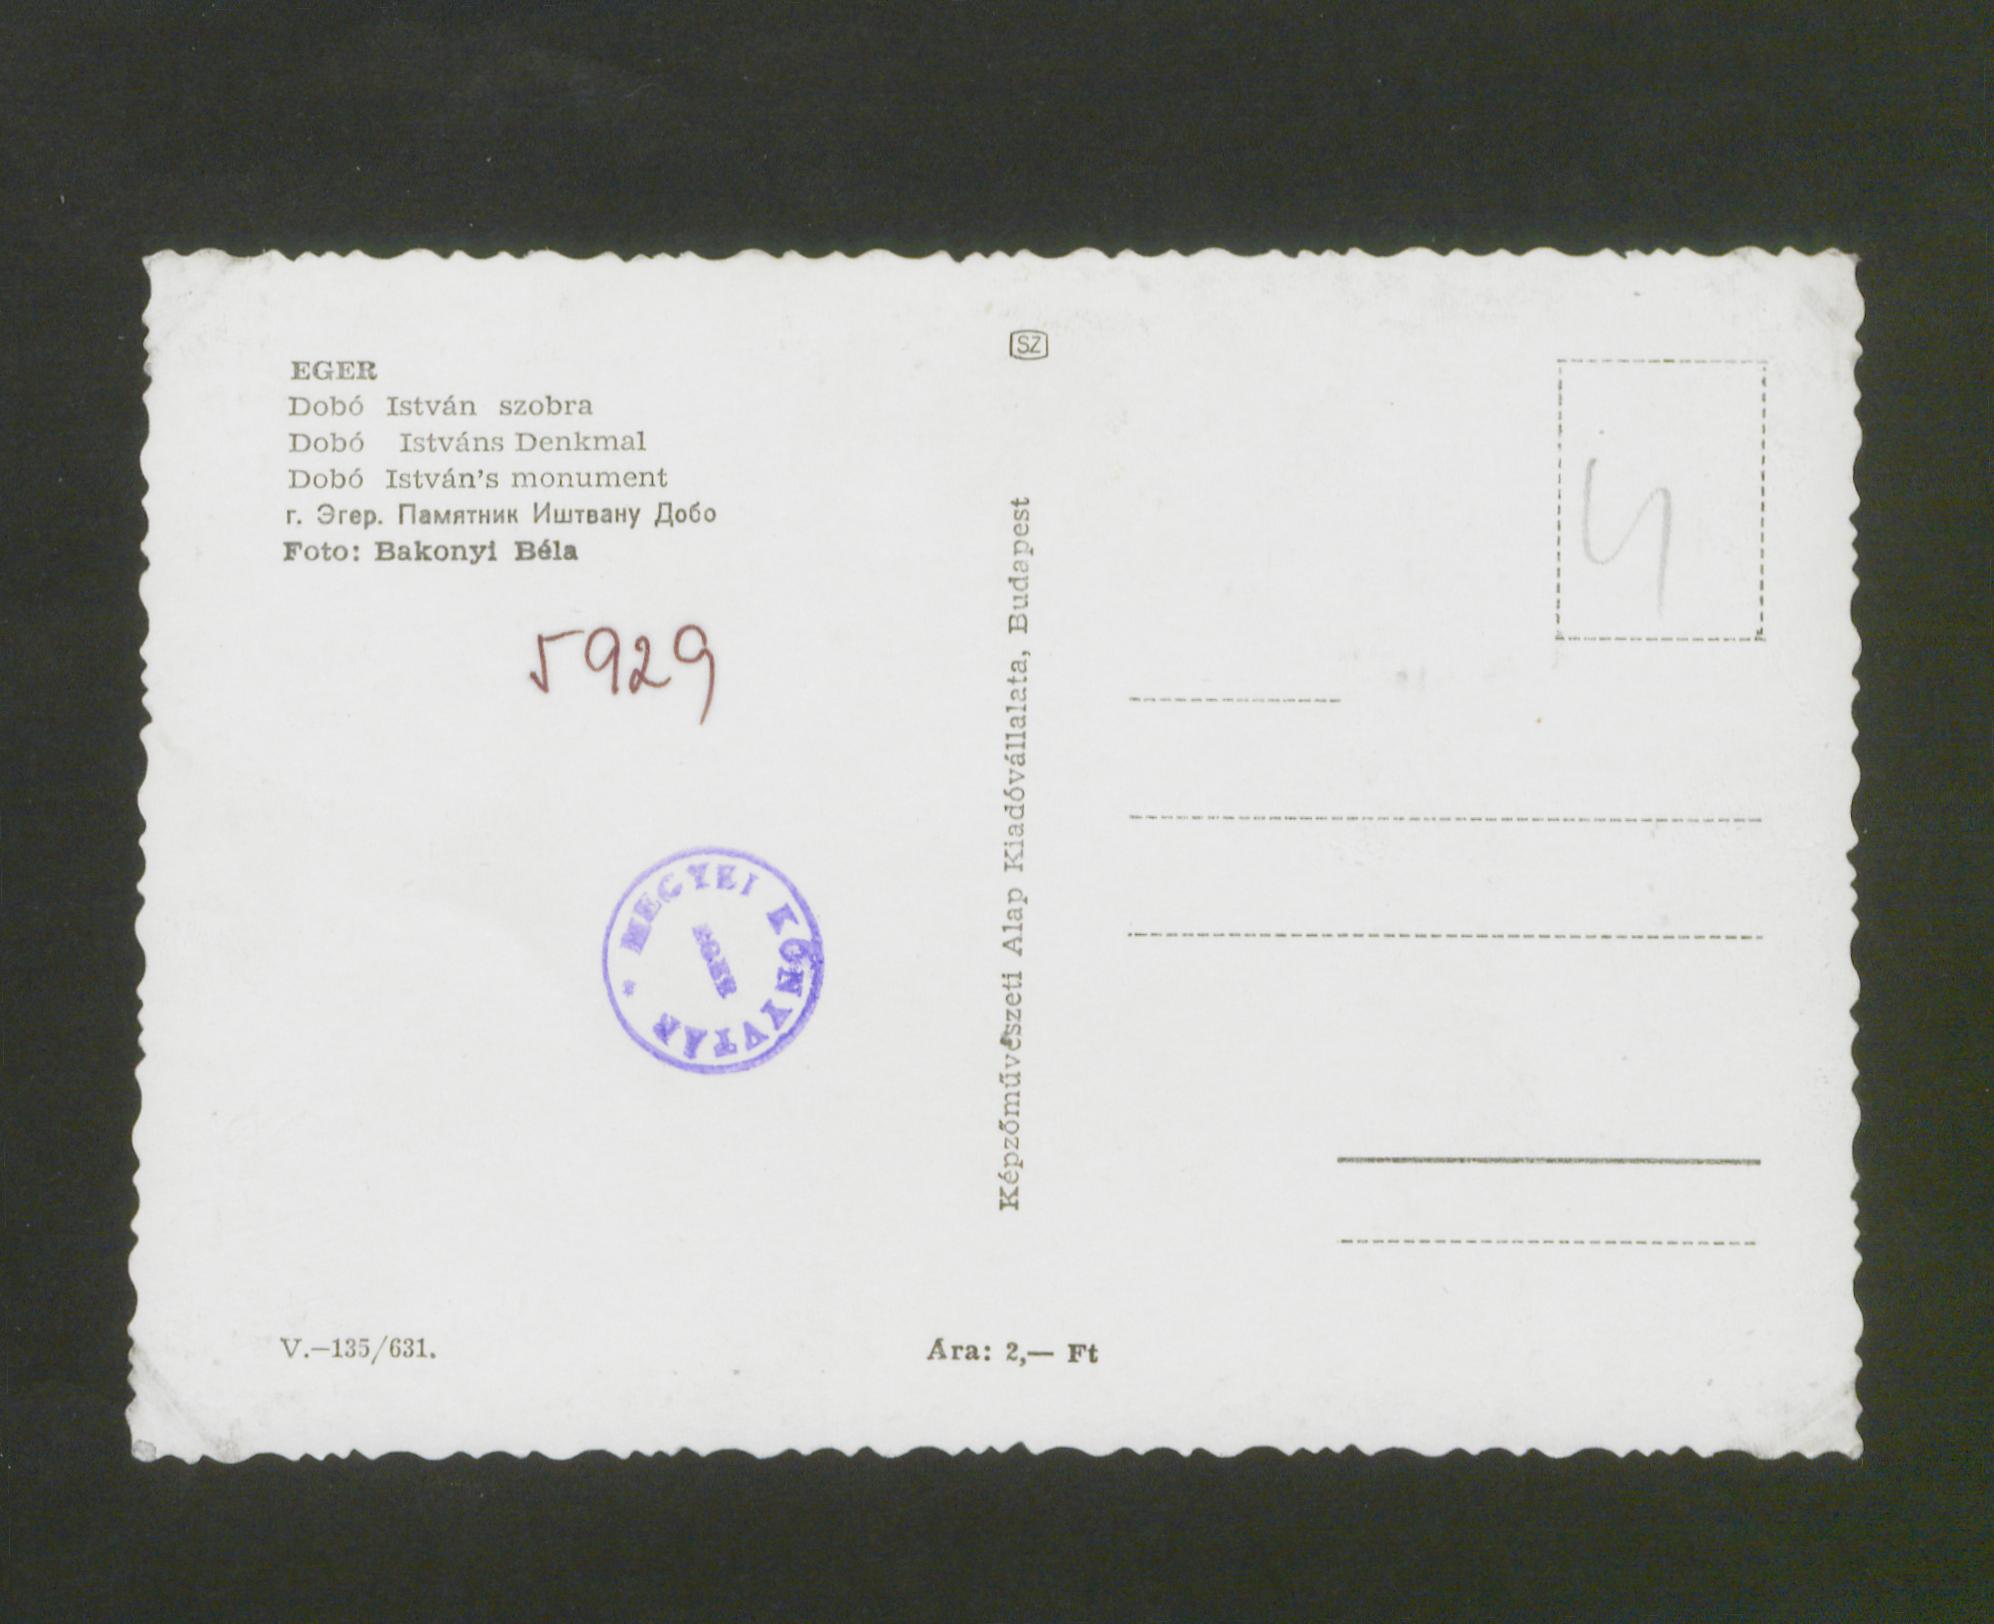 EGER
Dobó István szobra
Dobó Istváns Denkmal
Dobó István's monument
г. Эгер. Памятник Иштвану Добо
Foto: Bakonyi Béla
5929
MEGYEI KÖNYVTÁR *
EGER
V.—135/631.
SZ
Képzőművészeti Alap Kiadóvállalata, Budapest
Ára: 2,— Ft
4